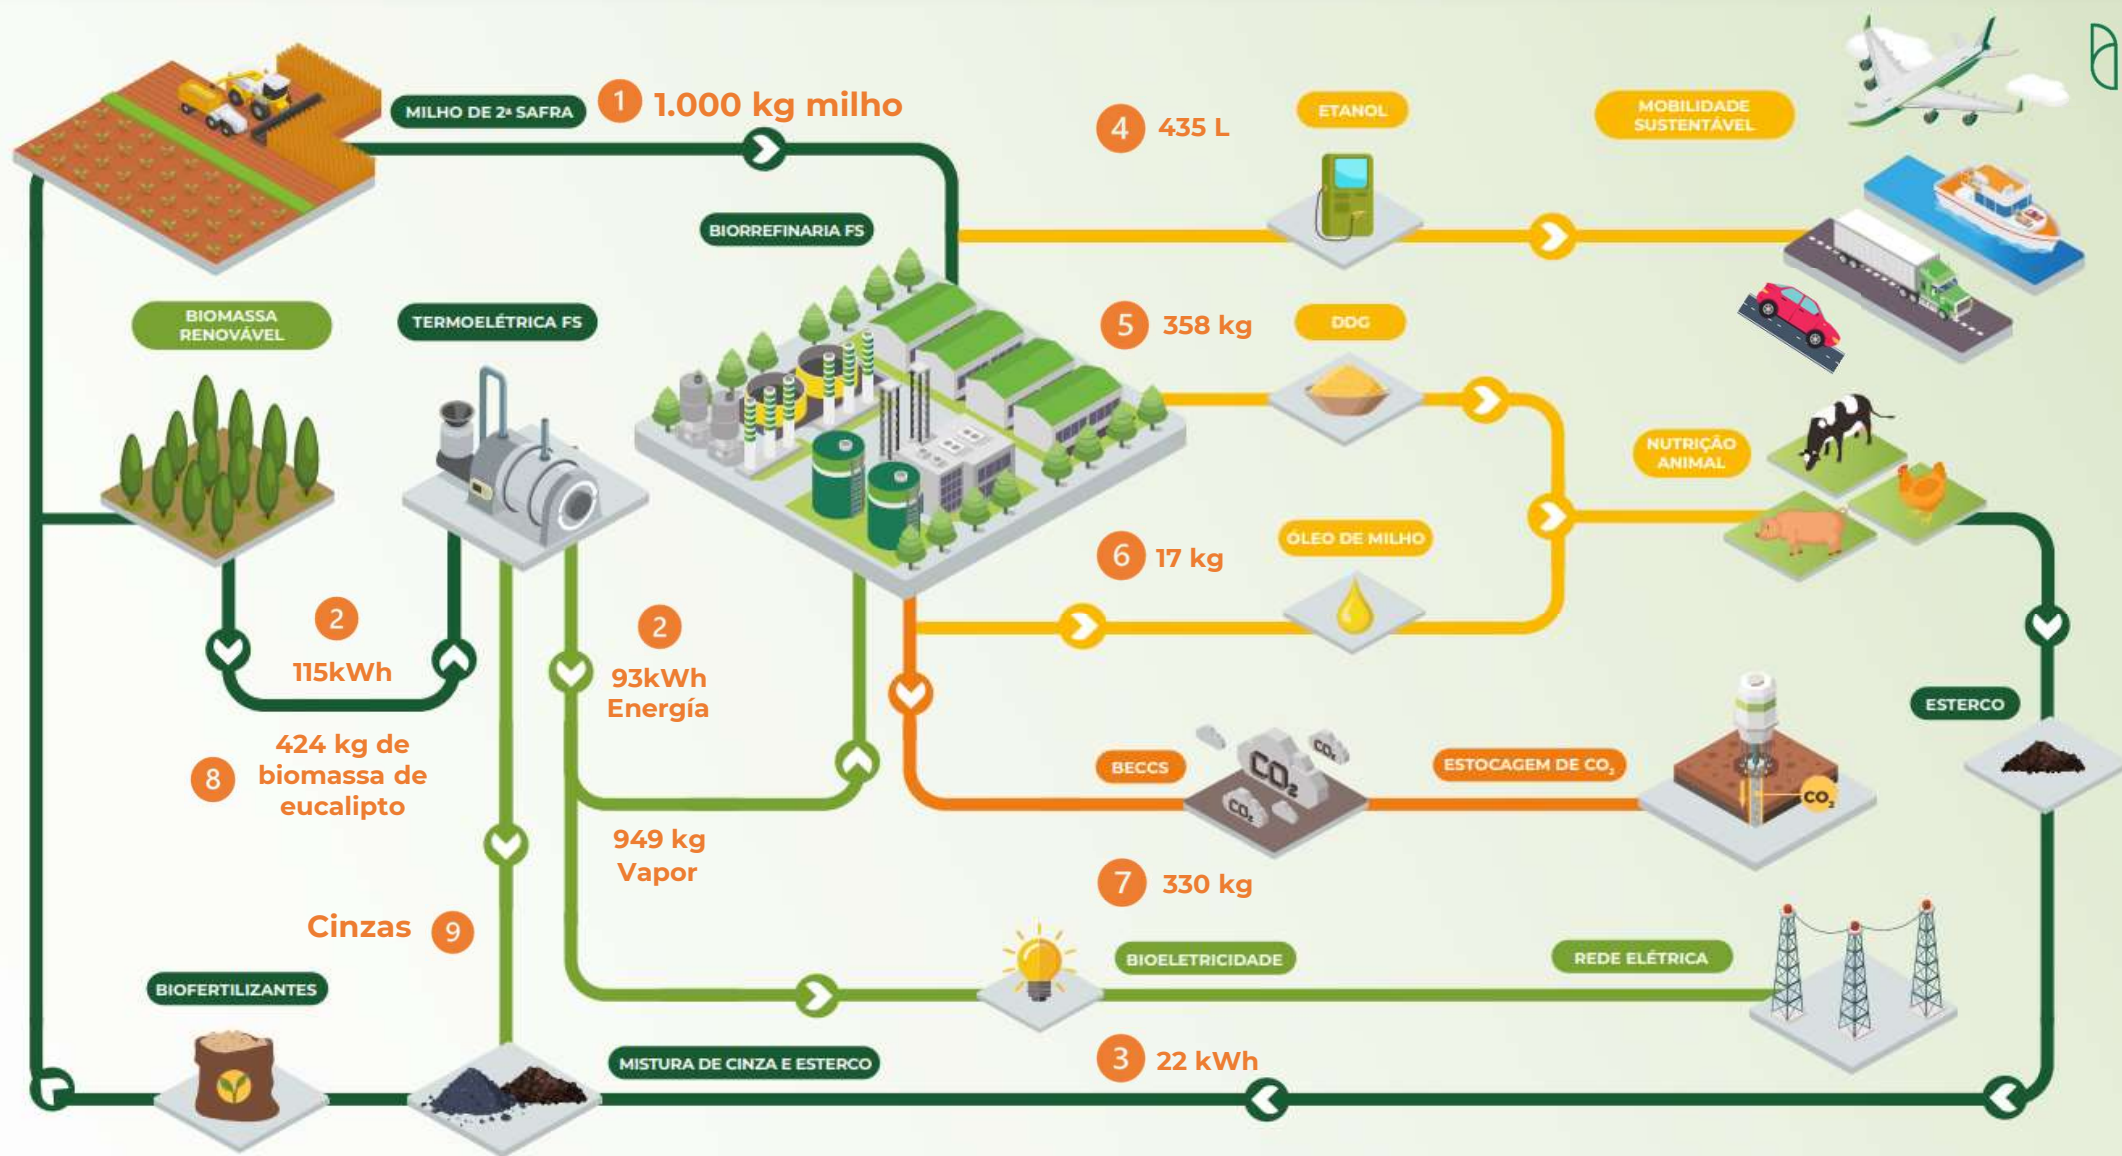 MILHO DE 2ª SAFRA
1
1.000 kg milho
4
435 L
ETANOL
MOBILIDADE
SUSTENTÁVEL
BIORREFINARIA FS
BIOMASSA
RENOVÁVEL
TERMOELÉTRICA FS
5
358 kg
DDG
NUTRIÇÃO
ANIMAL
6
17 kg
ÓLEO DE MILHO
2
115kWh
2
93kWh
Energía
8
424 kg de
biomassa de
eucalipto
949 kg
Vapor
BECCS
CO₂
CO₂
CO₂
ESTOCAGEM DE CO₂
CO₂
ESTERCO
7
330 kg
Cinzas
9
BIOELETRICIDADE
REDE ELÉTRICA
BIOFERTILIZANTES
MISTURA DE CINZA E ESTERCO
3
22 kWh